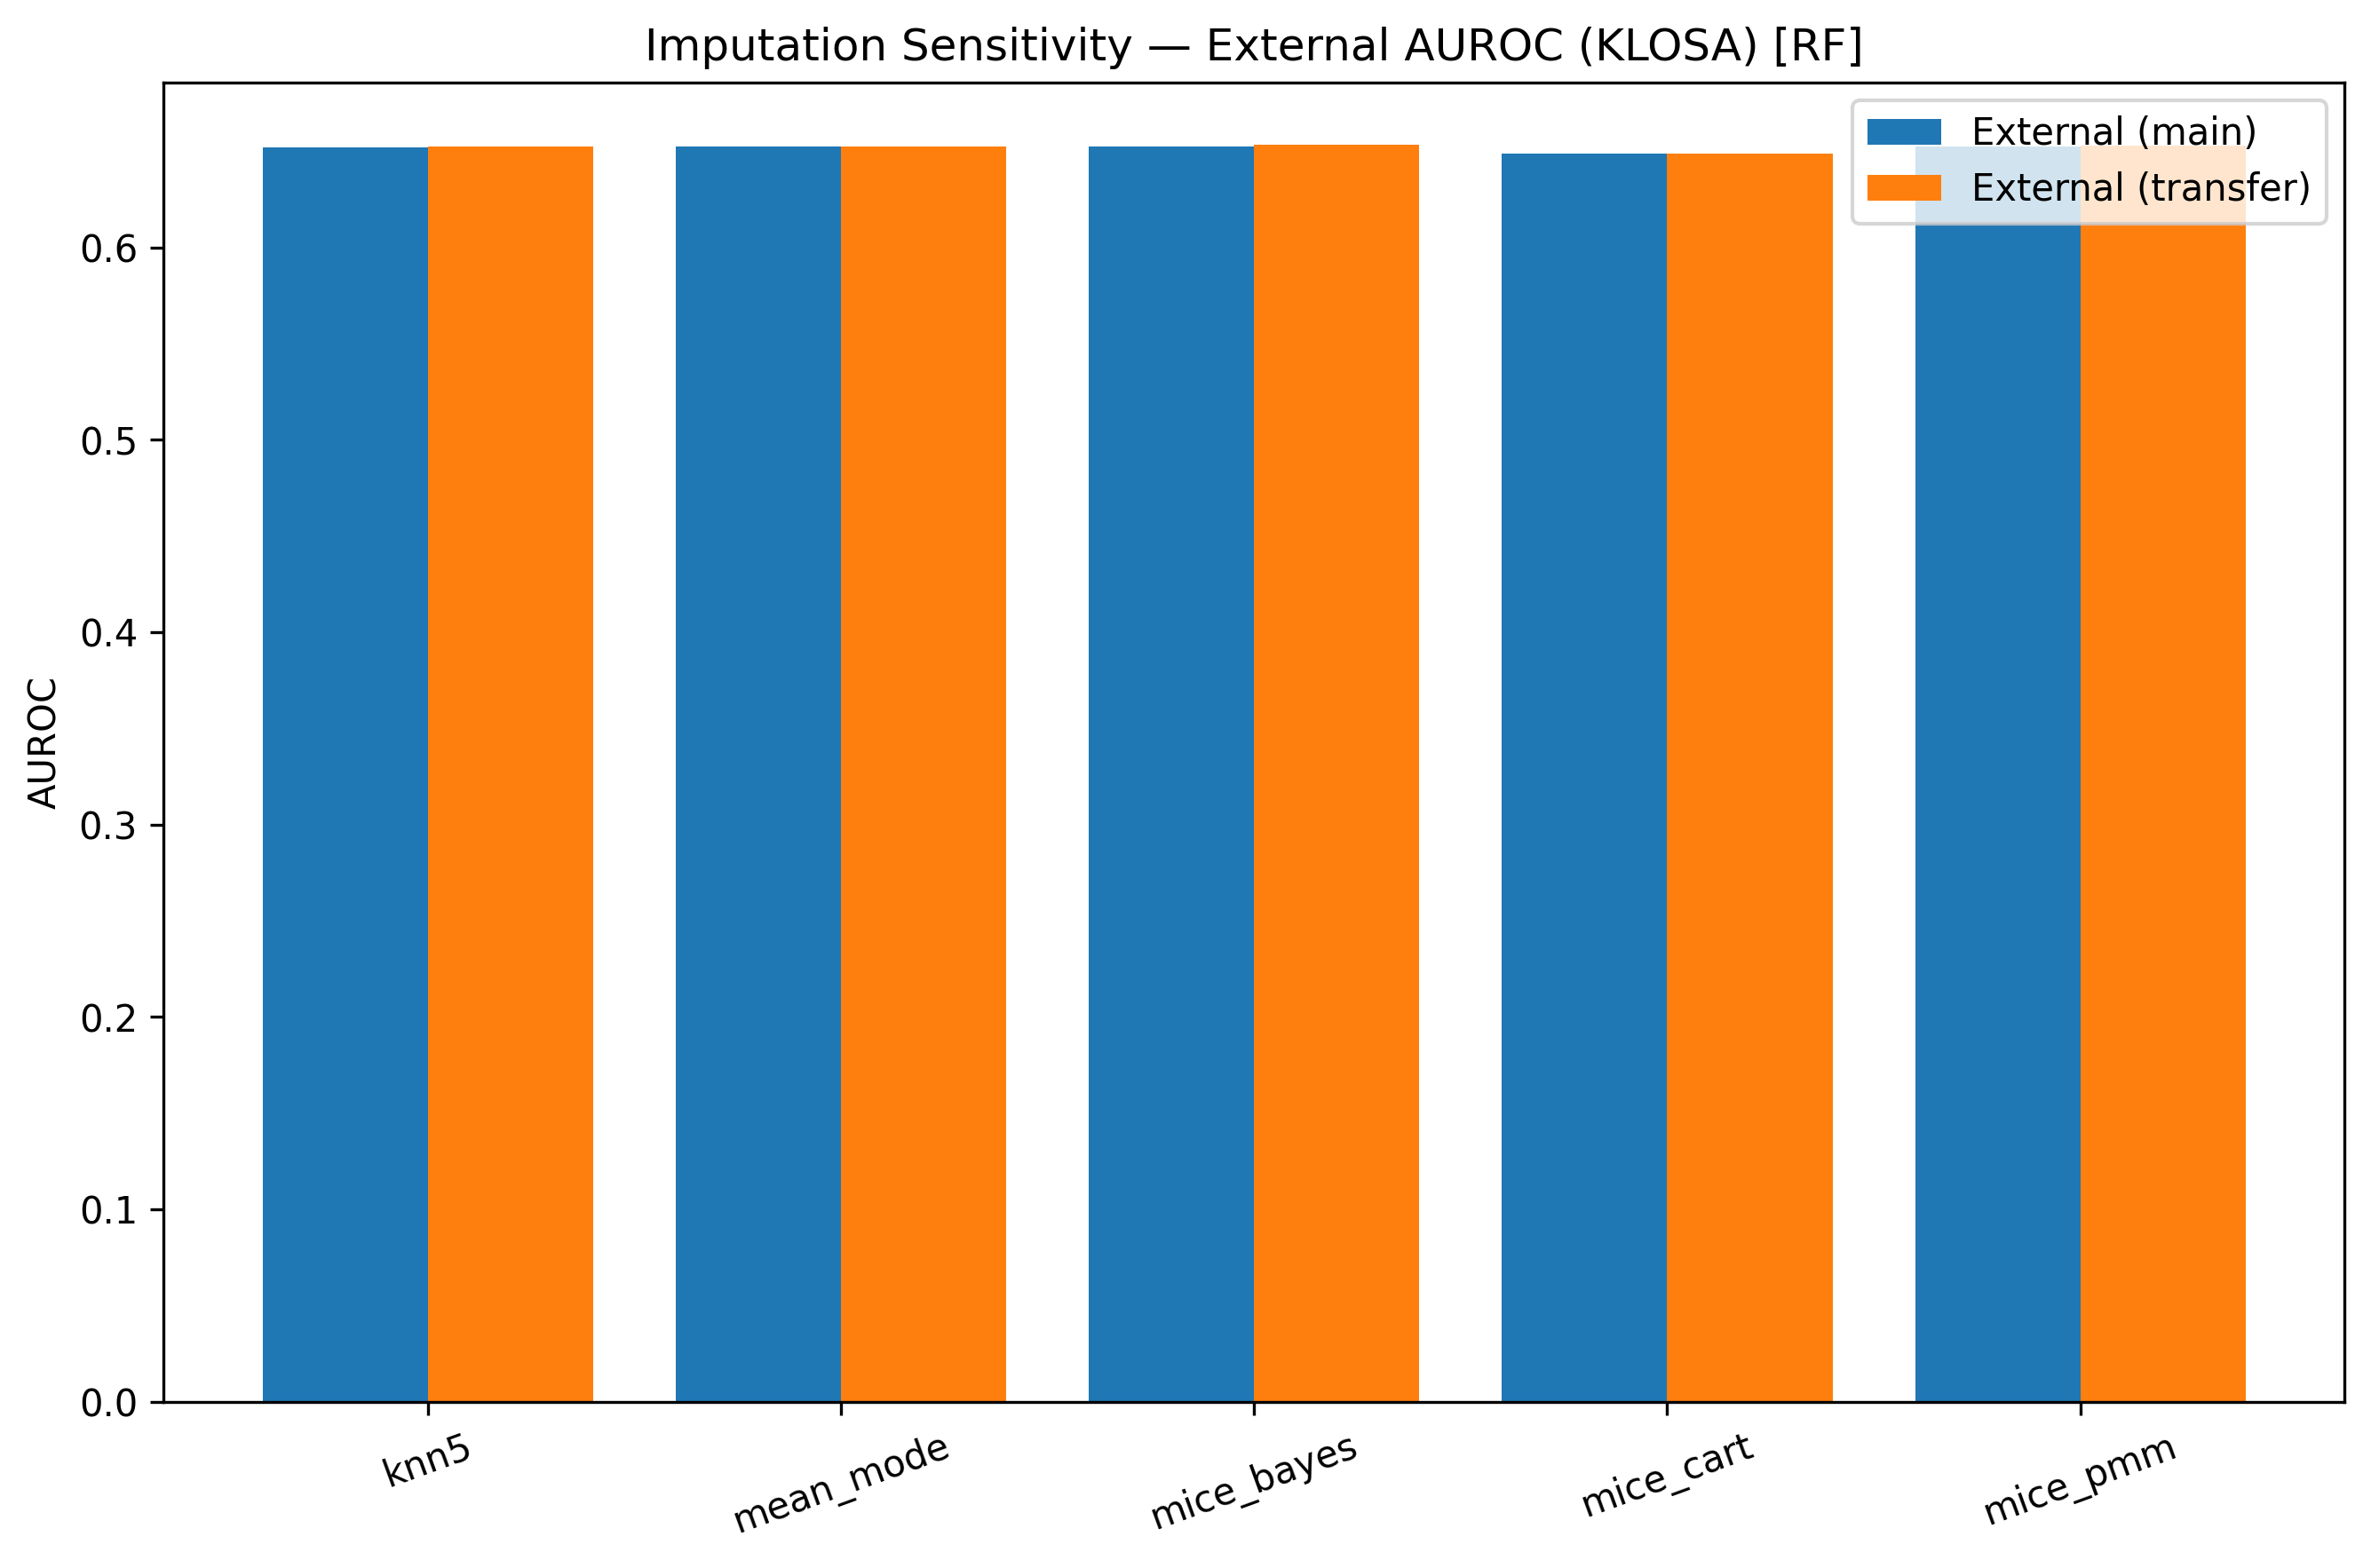 Imputation Sensitivity — External AUROC (KLOSA) [RF]
External (main)
External (transfer)
AUROC
0.6
0.5
0.4
0.3
0.2
0.1
0.0
knn5
mean_mode
mice_bayes
mice_cart
mice_pmm